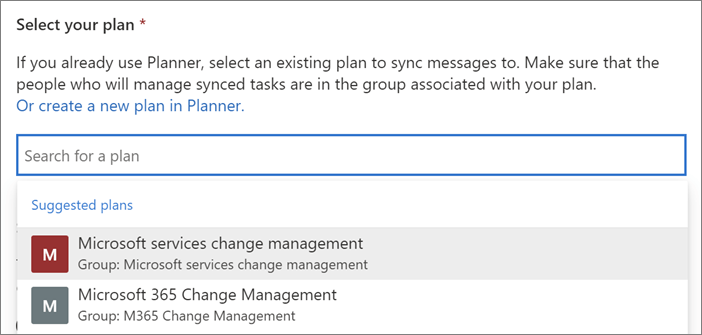 Select your plan *
If you already use Planner, select an existing plan to sync messages to. Make sure that the
people who will manage synced tasks are in the group associated with your plan.
Or create a new plan in Planner.
Search for a plan
Suggested plans
M
Microsoft services change management
Group: Microsoft services change management
M
Microsoft 365 Change Management
Group: M365 Change Management